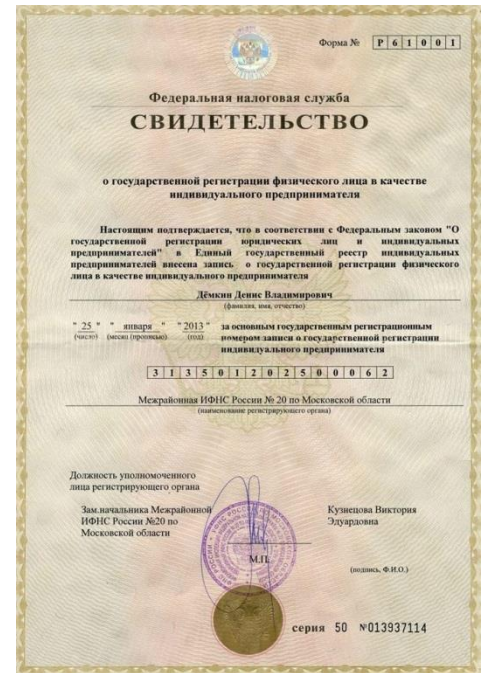 Форма № Р 6 1 0 0 1
Федеральная налоговая служба
СВИДЕТЕЛЬСТВО
о государственной регистрации физического лица в качестве
индивидуального предпринимателя
Настоящим подтверждается, что в соответствии с Федеральным законом "О
государственной регистрации юридических лиц и индивидуальных
предпринимателей" в Единый государственный реестр индивидуальных
предпринимателей внесена запись о государственной регистрации физического
лица в качестве индивидуального предпринимателя
Дёмкин Денис Владимирович
(фамилия, имя, отчество)
" 25 " " января " " 2013 " за основным государственным регистрационным
(число) (месяц (прописью) (год) номером записи о государственной регистрации
индивидуального предпринимателя
3 1 3 5 0 1 2 0 2 5 0 0 0 6 2
Межрайонная ИФНС России № 20 по Московской области
(наименование регистрирующего органа)
Должность уполномоченного
лица регистрирующего органа
Зам.начальника Межрайонной Кузнецова Виктория
ИФНС России №20 по Эдуардовна
Московской области
М.П.
(подпись, Ф.И.О.)
серия 50 №013937114